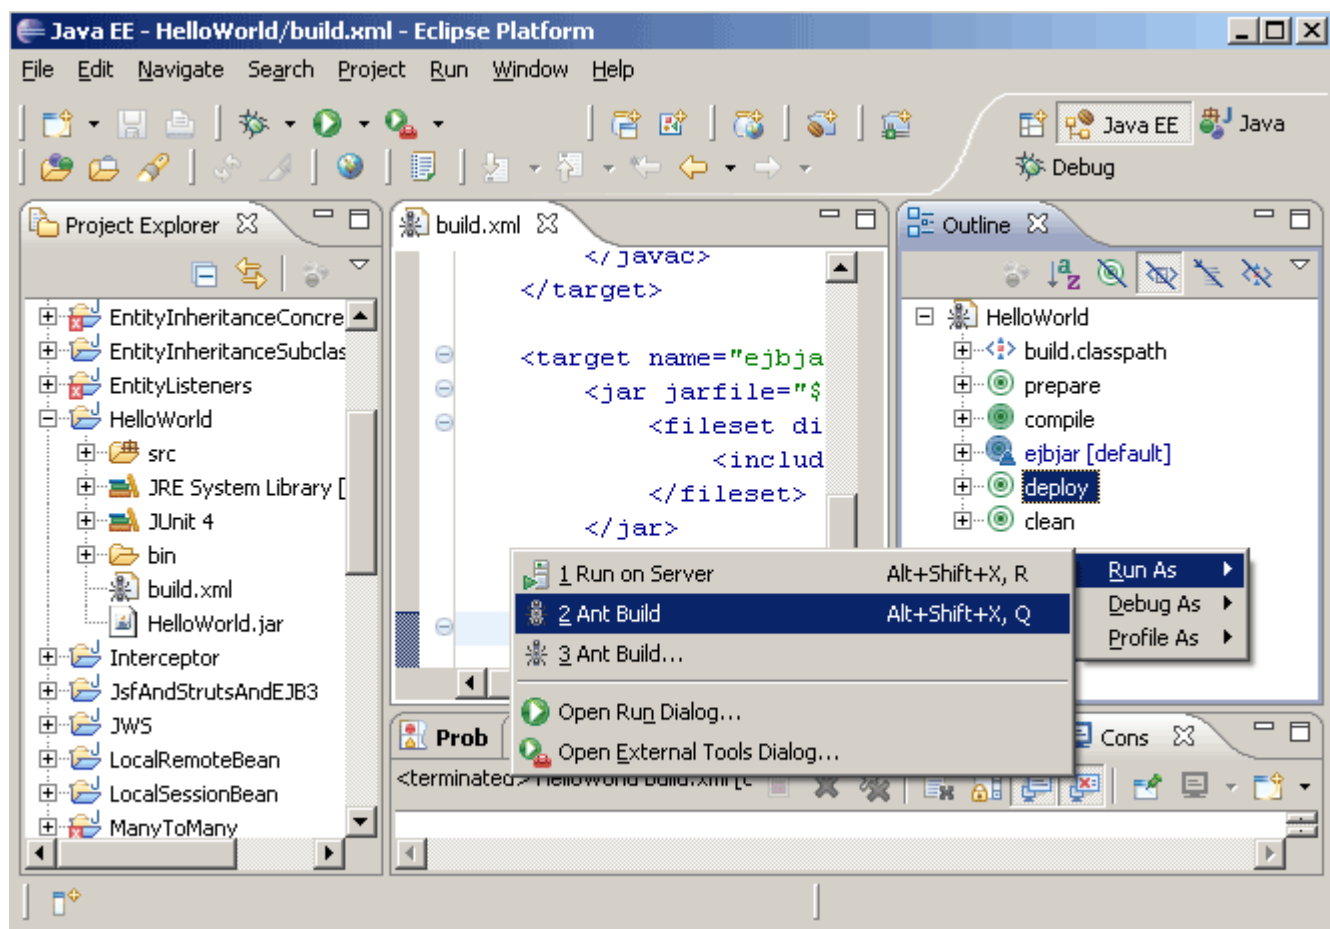 Java EE - HelloWorld/build.xml - Eclipse Platform
File Edit Navigate Search Project Run Window Help
Java EE
Java
Debug
Project Explorer
EntityInheritanceConcre
EntityInheritanceSubclas
EntityListeners
HelloWorld
src
JRE System Library [
JUnit 4
bin
build.xml
HelloWorld.jar
Interceptor
JsfAndStrutsAndEJB3
JWS
LocalRemoteBean
LocalSessionBean
ManyToMany
build.xml
</javac>
</target>
<target name="ejbja
<jar jarfile="$
<fileset di
<includ
</fileset>
</jar>
Outline
HelloWorld
build.classpath
prepare
compile
ejbjar [default]
deploy
clean
Run As
Debug As
Profile As
1 Run on Server Alt+Shift+X, R
2 Ant Build Alt+Shift+X, Q
3 Ant Build...
Open Run Dialog...
Open External Tools Dialog...
Prob
Cons
<terminated> HelloWorld build.xml [